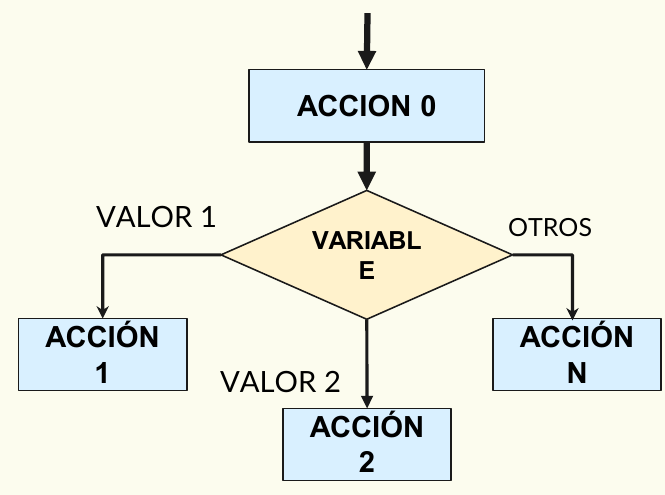 ACCION 0
VALOR 1
OTROS
VARIABL
E
ACCIÓN
1
ACCIÓN
N
VALOR 2
ACCIÓN
2